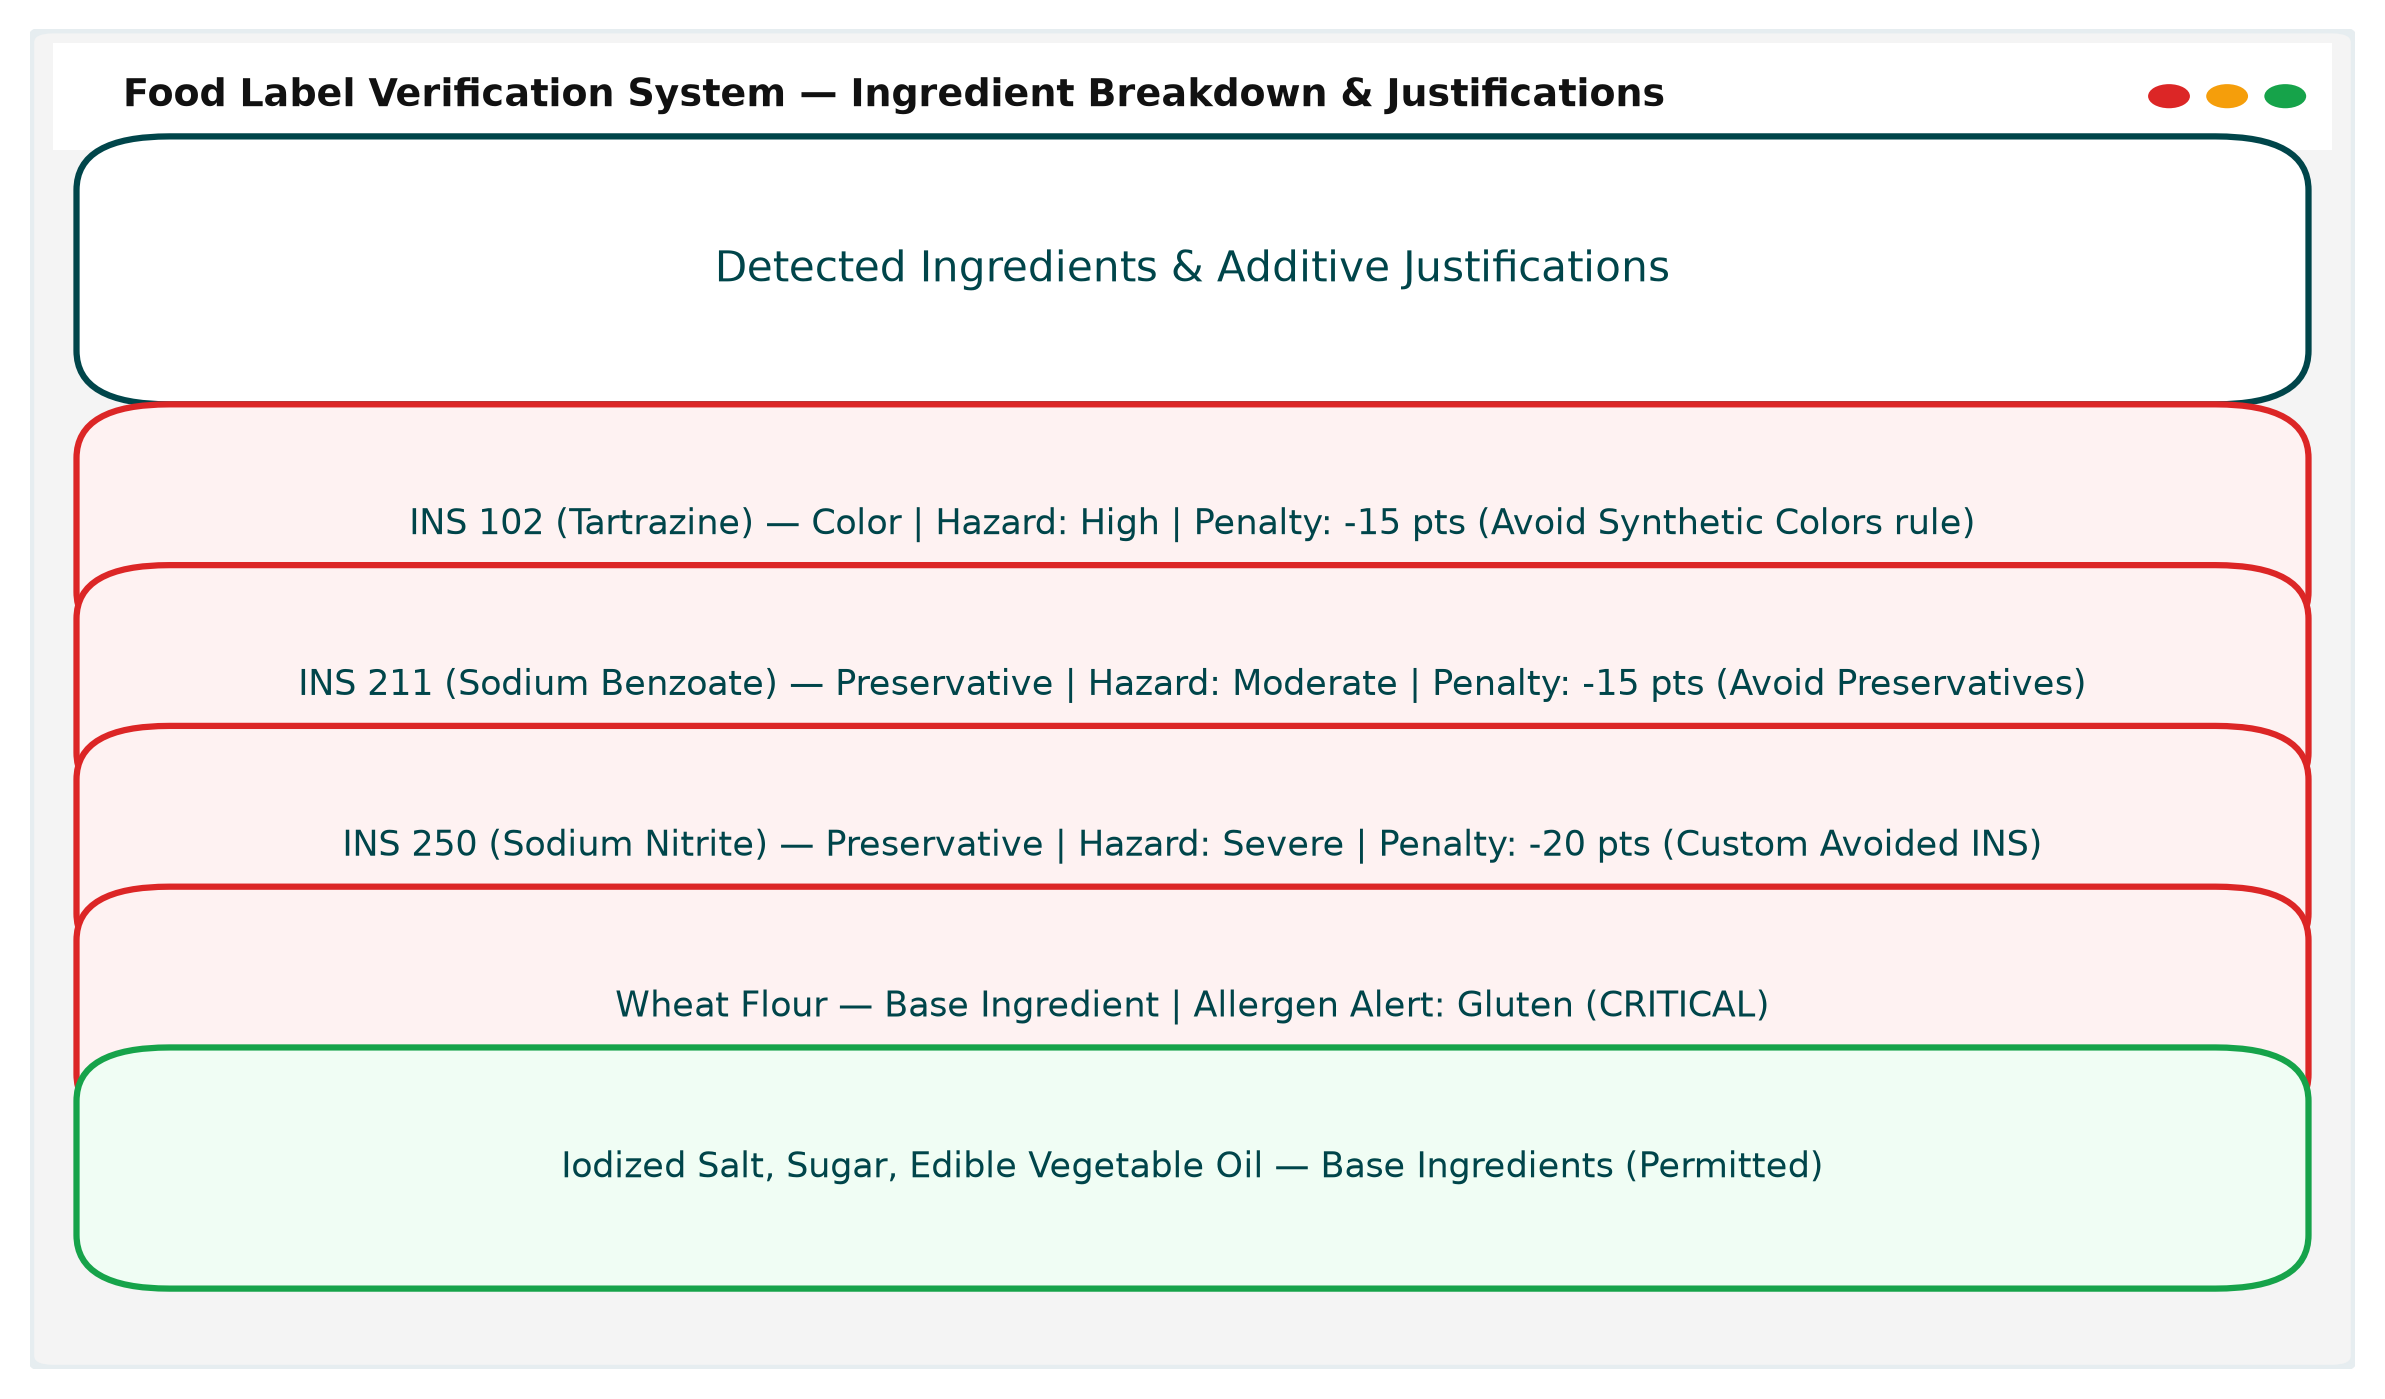 Food Label Verification System — Ingredient Breakdown & Justifications
Detected Ingredients & Additive Justifications
INS 102 (Tartrazine) — Color | Hazard: High | Penalty: -15 pts (Avoid Synthetic Colors rule)
INS 211 (Sodium Benzoate) — Preservative | Hazard: Moderate | Penalty: -15 pts (Avoid Preservatives)
INS 250 (Sodium Nitrite) — Preservative | Hazard: Severe | Penalty: -20 pts (Custom Avoided INS)
Wheat Flour — Base Ingredient | Allergen Alert: Gluten (CRITICAL)
Iodized Salt, Sugar, Edible Vegetable Oil — Base Ingredients (Permitted)